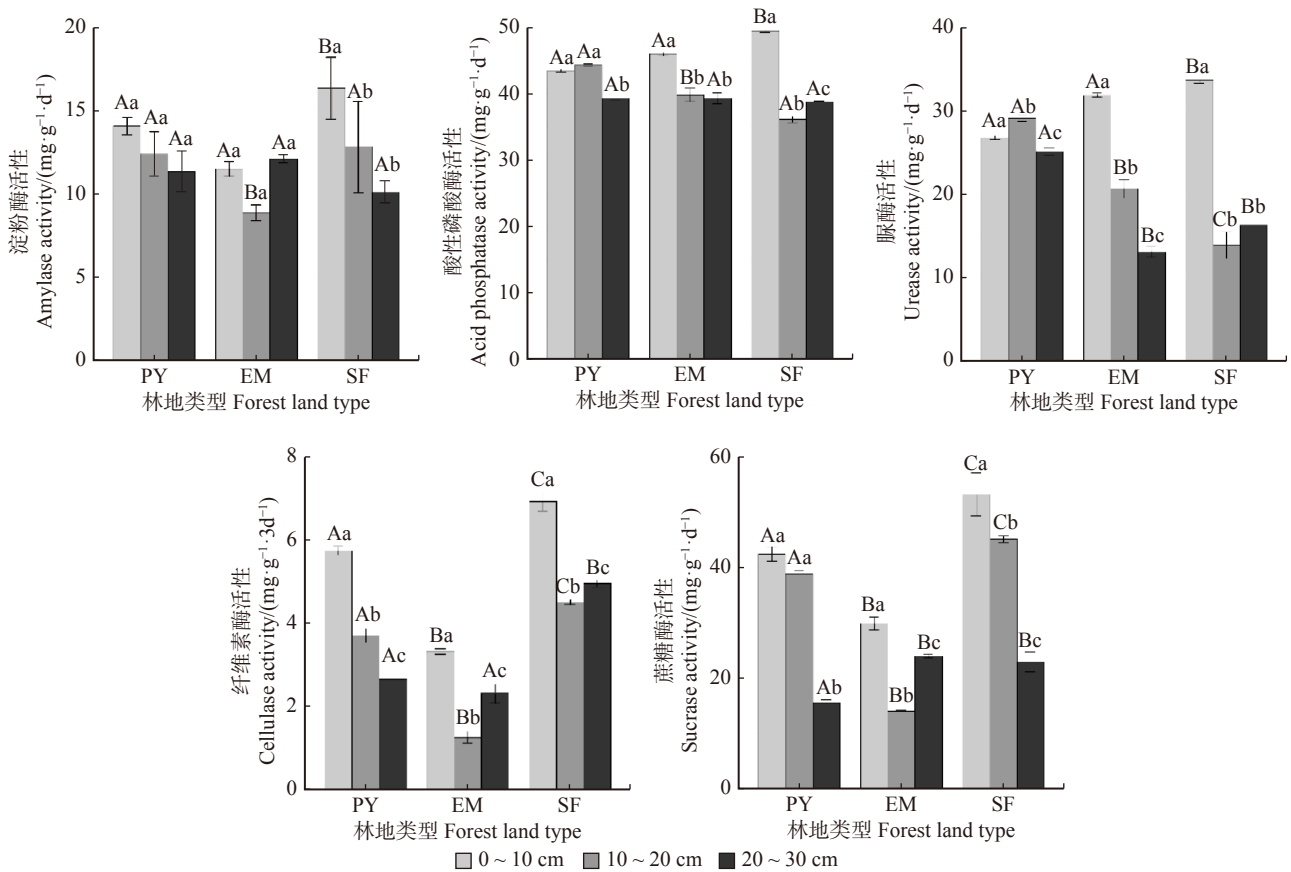 淀粉酶活性
Amylase activity/(mg·g⁻¹·d⁻¹)
20
15
10
5
0
Aa
Aa
Aa
Aa
Ba
Aa
Ba
Ab
Ab
PY EM SF
林地类型 Forest land type
酸性磷酸酶活性
Acid phosphatase activity/(mg·g⁻¹·d⁻¹)
50
40
30
20
10
0
Aa
Aa
Ab
Aa
Bb
Ab
Ba
Ab
Ac
PY EM SF
林地类型 Forest land type
脲酶活性
Urease activity/(mg·g⁻¹·d⁻¹)
40
30
20
10
0
Aa
Ab
Ac
Aa
Bb
Bc
Ba
Cb
Bb
PY EM SF
林地类型 Forest land type
纤维素酶活性
Cellulase activity/(mg·g⁻¹·3d⁻¹)
8
6
4
2
0
Aa
Ab
Ac
Ba
Bb
Ac
Ca
Cb
Bc
PY EM SF
林地类型 Forest land type
蔗糖酶活性
Sucrase activity/(mg·g⁻¹·d⁻¹)
60
40
20
0
Aa
Aa
Ab
Ba
Bb
Bc
Ca
Cb
Bc
PY EM SF
林地类型 Forest land type
0 ~ 10 cm 10 ~ 20 cm 20 ~ 30 cm